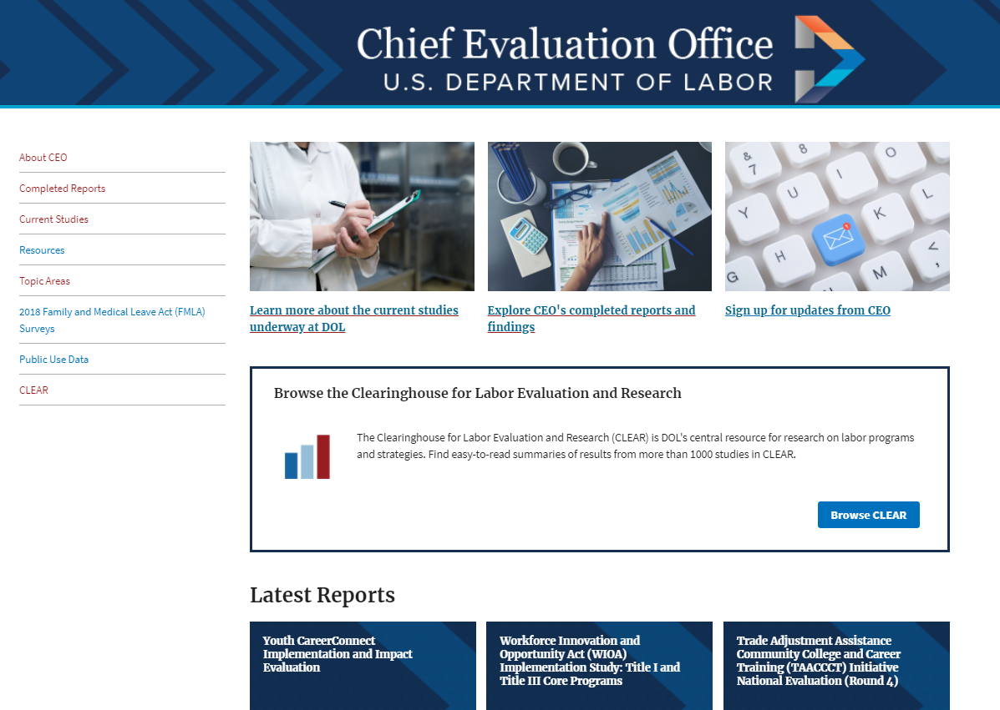 Chief Evaluation Office
U.S. DEPARTMENT OF LABOR
About CEO
Completed Reports
Current Studies
Resources
Topic Areas
2018 Family and Medical Leave Act (FMLA)
Surveys
Public Use Data
CLEAR
&
7
8
O
I
U
Y
L
K
H
G
M
<
,
Learn more about the current studies
underway at DOL
Explore CEO's completed reports and
findings
Sign up for updates from CEO
Browse the Clearinghouse for Labor Evaluation and Research
The Clearinghouse for Labor Evaluation and Research (CLEAR) is DOL's central resource for research on labor programs
and strategies. Find easy-to-read summaries of results from more than 1000 studies in CLEAR.
Browse CLEAR
Latest Reports
Youth CareerConnect
Implementation and Impact
Evaluation
Workforce Innovation and
Opportunity Act (WIOA)
Implementation Study: Title I and
Title III Core Programs
Trade Adjustment Assistance
Community College and Career
Training (TAACCCT) Initiative
National Evaluation (Round 4)